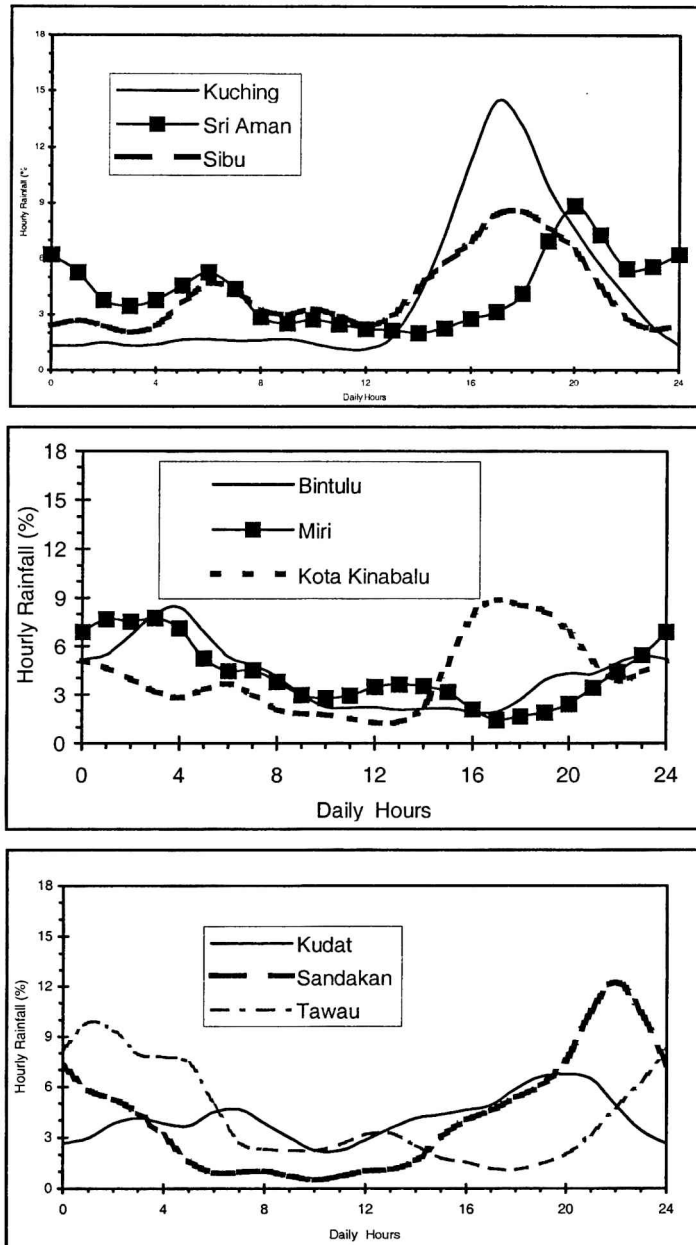 18
Kuching
15
Sri Aman
Sibu
12
Hourly Rainfall (%
9
6
3
0
0 4 8 12 16 20 24
Daily Hours
18
Bintulu
15
Miri
12
Kota Kinabalu
Hourly Rainfall (%)
9
6
3
0
0 4 8 12 16 20 24
Daily Hours
18
15
Kudat
Sandakan
12
Tawau
Hourly Rainfall (%)
9
6
3
0
0 4 8 12 16 20 24
Daily Hours